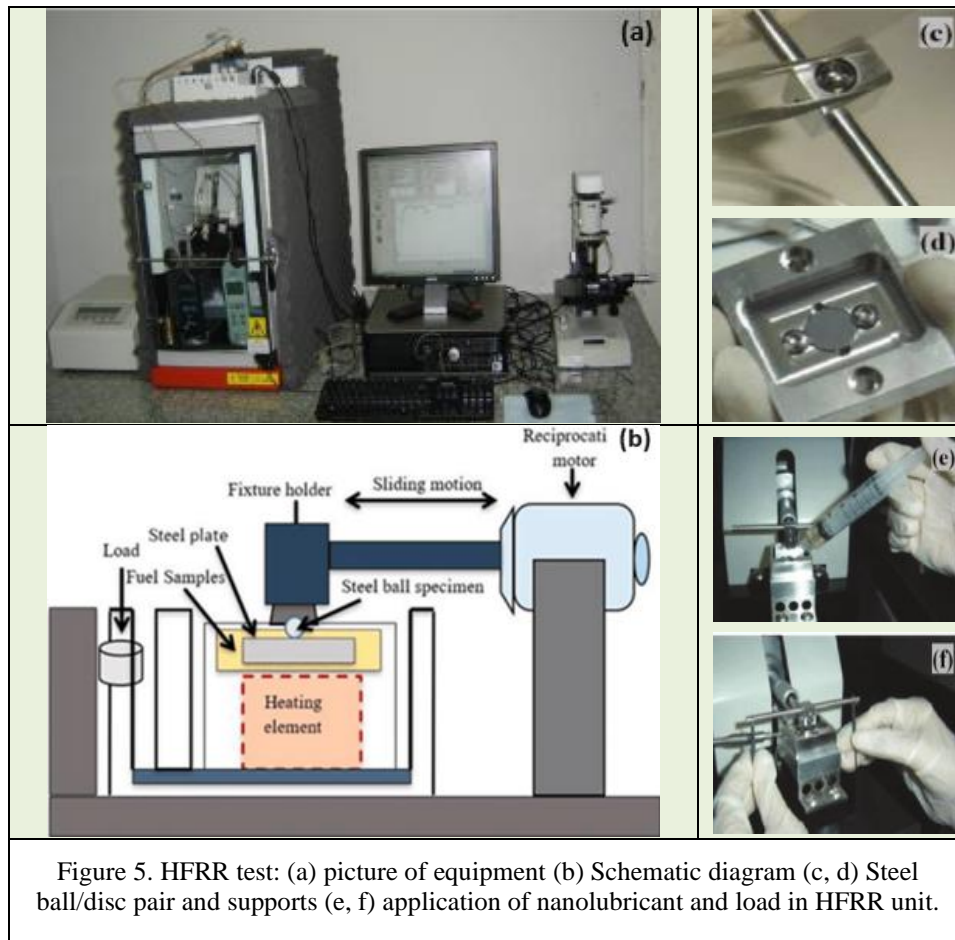 (a)
(c)
(d)
(b)
Reciprocati
motor
Sliding motion
Fixture holder
Steel plate
Load
Fuel Samples
Steel ball specimen
Heating
element
(e)
(f)
Figure 5. HFRR test: (a) picture of equipment (b) Schematic diagram (c, d) Steel
ball/disc pair and supports (e, f) application of nanolubricant and load in HFRR unit.